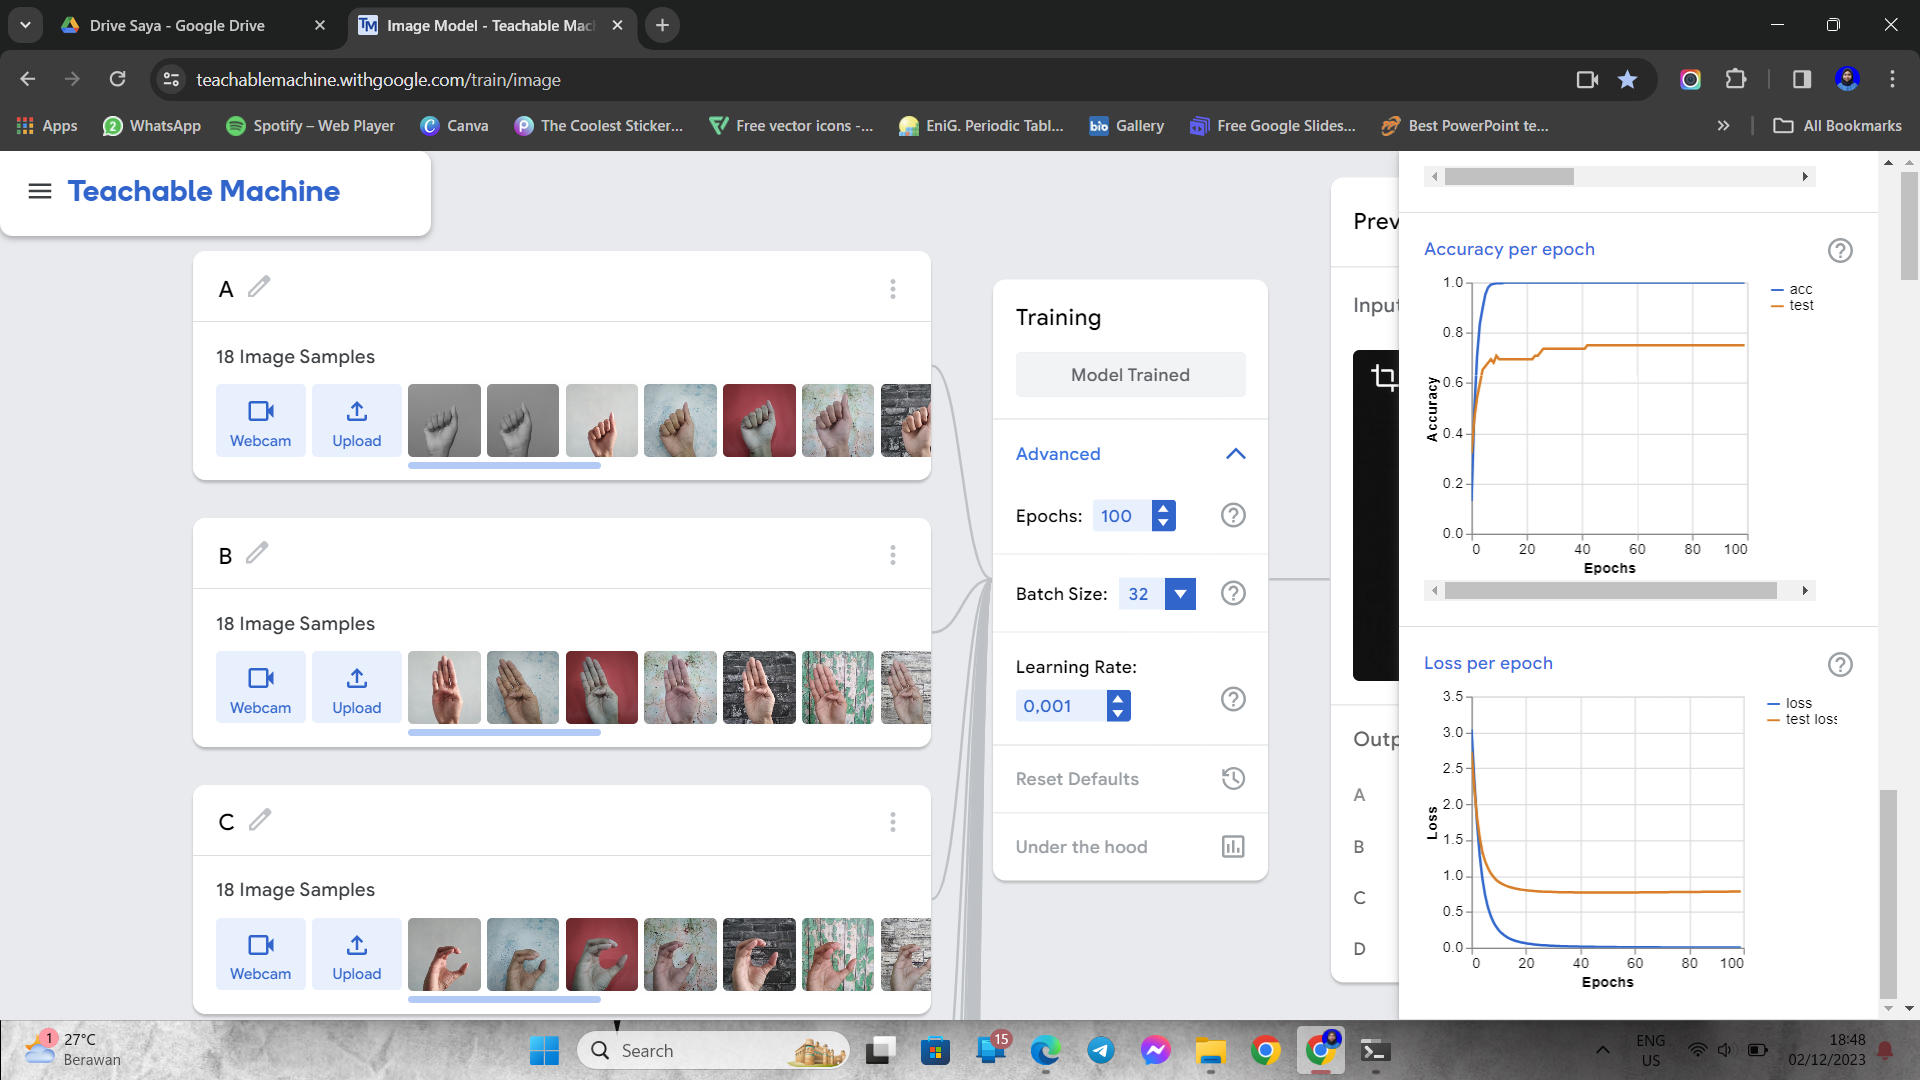 Drive Saya - Google Drive
Image Model - Teachable Mac
teachablemachine.withgoogle.com/train/image
Apps
WhatsApp
Spotify – Web Player
Canva
The Coolest Sticker...
Free vector icons -...
EniG. Periodic Tabl...
bio Gallery
Free Google Slides...
Best PowerPoint te...
All Bookmarks
Teachable Machine
A
18 Image Samples
Webcam
Upload
B
18 Image Samples
Webcam
Upload
C
18 Image Samples
Webcam
Upload
Training
Model Trained
Advanced
Epochs: 100
Batch Size: 32
Learning Rate:
0,001
Reset Defaults
Under the hood
Prev
Input
Outp
A
B
C
D
Accuracy per epoch
1.0
0.8
0.6
0.4
0.2
0.0
Accuracy
0 20 40 60 80 100
Epochs
acc
test
Loss per epoch
3.5
3.0
2.5
2.0
1.5
1.0
0.5
0.0
Loss
0 20 40 60 80 100
Epochs
loss
test loss
1
27°C
Berawan
Search
15
ENG
US
18:48
02/12/2023